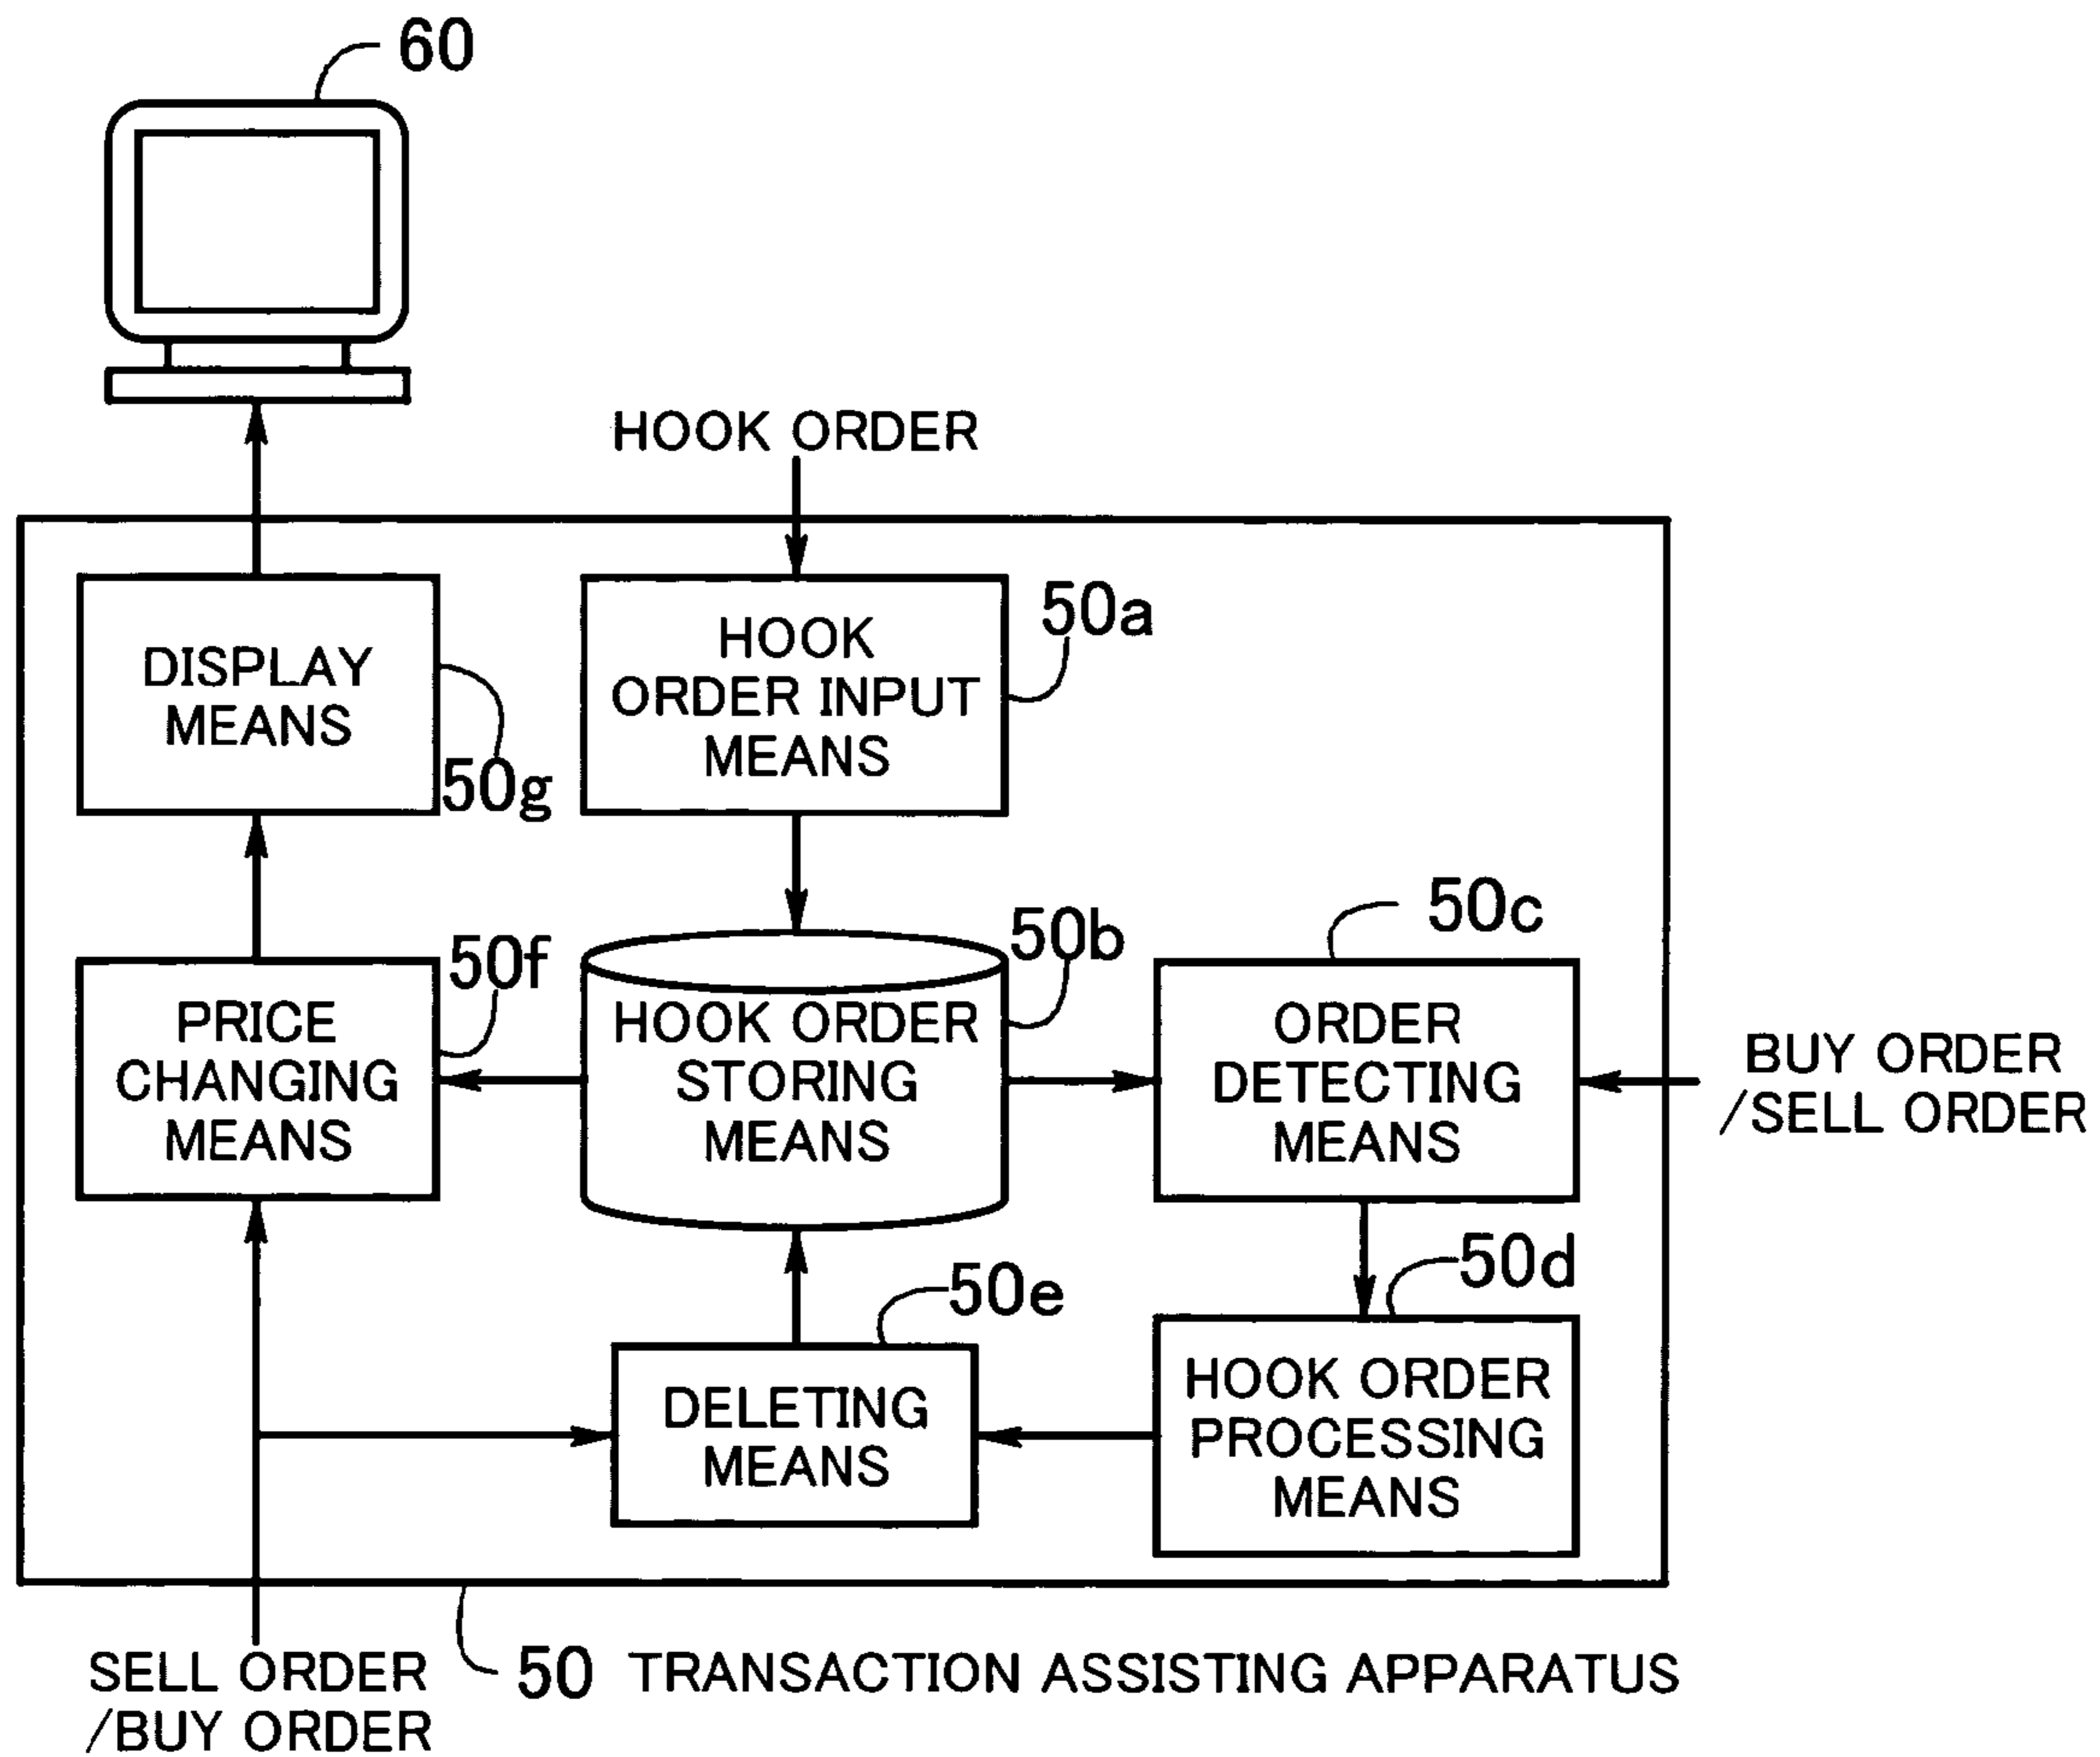 60
HOOK ORDER
DISPLAY
MEANS
50g
HOOK
ORDER INPUT
MEANS
50a
PRICE
CHANGING
MEANS
50f
HOOK ORDER
STORING
MEANS
50b
ORDER
DETECTING
MEANS
50c
BUY ORDER
/SELL ORDER
DELETING
MEANS
50e
HOOK ORDER
PROCESSING
MEANS
50d
SELL ORDER
/BUY ORDER
50 TRANSACTION ASSISTING APPARATUS